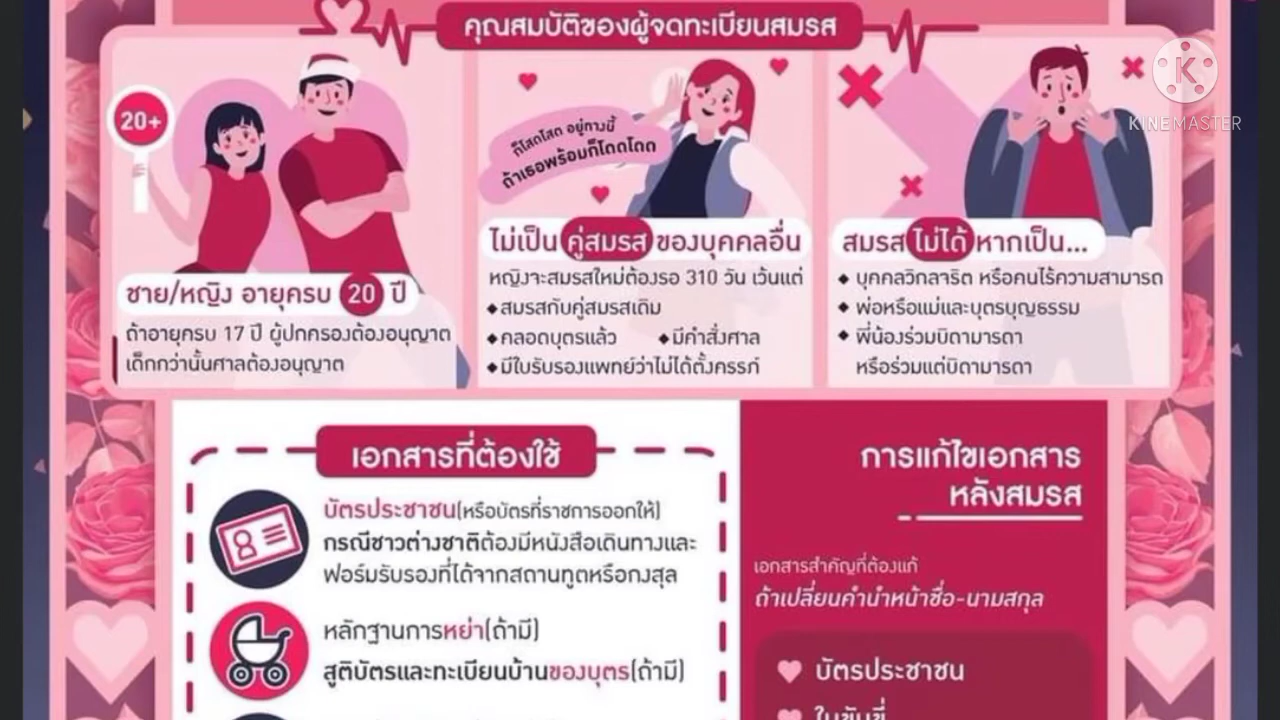 คุณสมบัติของผู้จดทะเบียนสมรส
20+
ชาย/หญิง อายุครบ 20 ปี
ถ้าอายุครบ 17 ปี ผู้ปกครองต้องอนุญาต
เด็กกว่านั้นศาลต้องอนุญาต
ก็โสดโสด อยู่ทางนี้
ถ้าเธอพร้อมก็โดดโดด
ไม่เป็นคู่สมรสของบุคคลอื่น
หญิงจะสมรสใหม่ต้องรอ 310 วัน เว้นแต่
◆สมรสกับคู่สมรสเดิม
◆คลอดบุตรแล้ว ◆มีคำสั่งศาล
◆มีใบรับรองแพทย์ว่าไม่ได้ตั้งครรภ์
KINEMASTER
สมรสไม่ได้หากเป็น...
◆ บุคคลวิกลจริต หรือคนไร้ความสามารถ
◆ พ่อหรือแม่และบุตรบุญธรรม
◆ พี่น้องร่วมบิดามารดา
หรือร่วมแต่บิดามารดา
เอกสารที่ต้องใช้
บัตรประชาชน(หรือบัตรที่ราชการออกให้)
กรณีชาวต่างชาติต้องมีหนังสือเดินทางและ
ฟอร์มรับรองที่ได้จากสถานทูตหรือกงสุล
หลักฐานการหย่า(ถ้ามี)
สูติบัตรและทะเบียนบ้านของบุตร(ถ้ามี)
การแก้ไขเอกสาร
หลังสมรส
เอกสารสำคัญที่ต้องแก้
ถ้าเปลี่ยนคำนำหน้าชื่อ-นามสกุล
บัตรประชาชน
ใบขับขี่